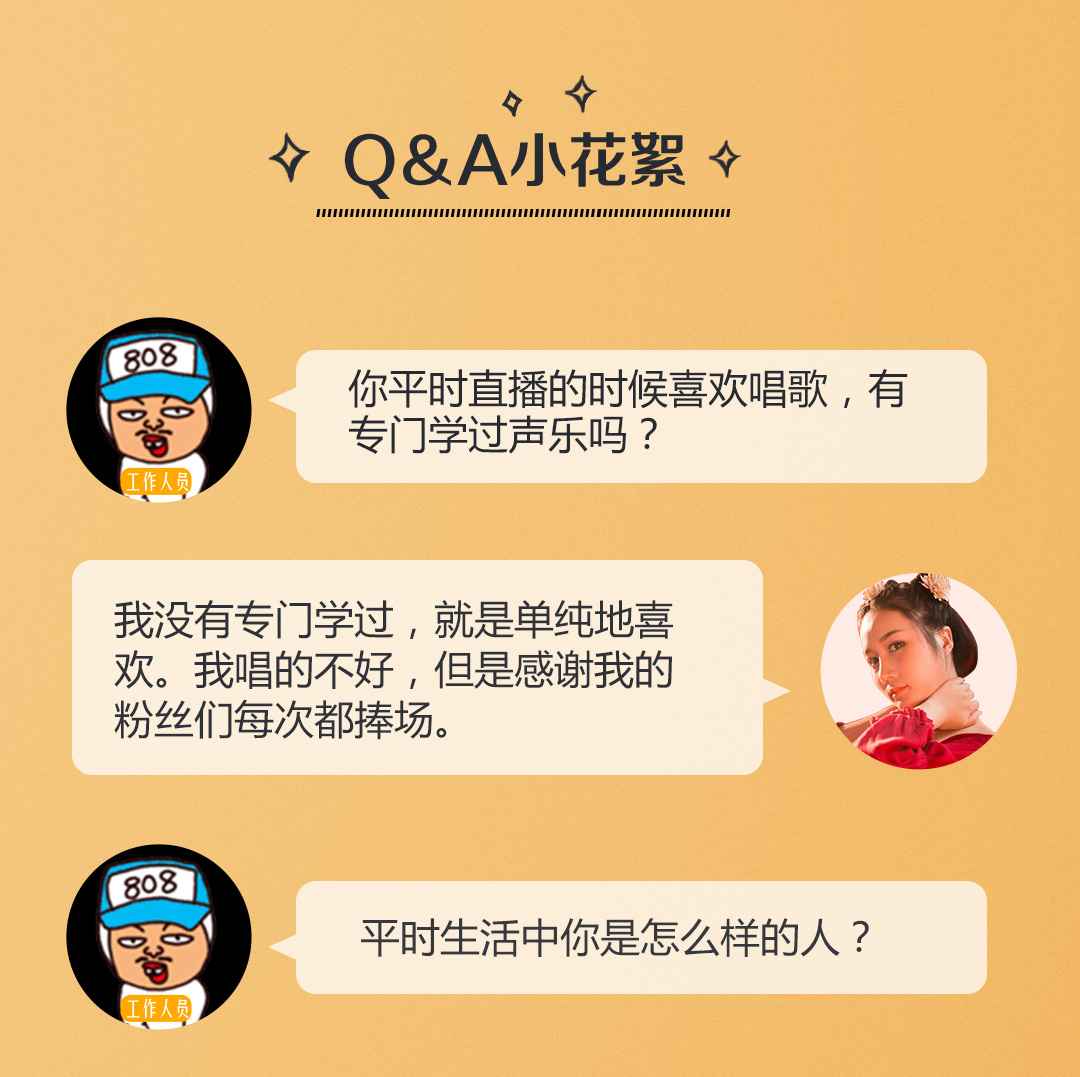 Q&A小花絮
808
你平时直播的时候喜欢唱歌，有
专门学过声乐吗？
工作人员
我没有专门学过，就是单纯地喜
欢。我唱的不好，但是感谢我的
粉丝们每次都捧场。
808
平时生活中你是怎么样的人？
工作人员